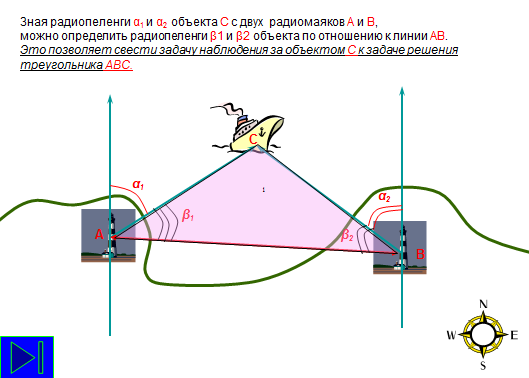 Зная радиопеленги α1 и α2 объекта С с двух радиомаяков А и В,
можно определить радиопеленги β1 и β2 объекта по отношению к линии АВ.
Это позволяет свести задачу наблюдения за объектом С к задаче решения
треугольника АВС.
C
α1
α2
1
β1
β2
A
B
N
W
E
S